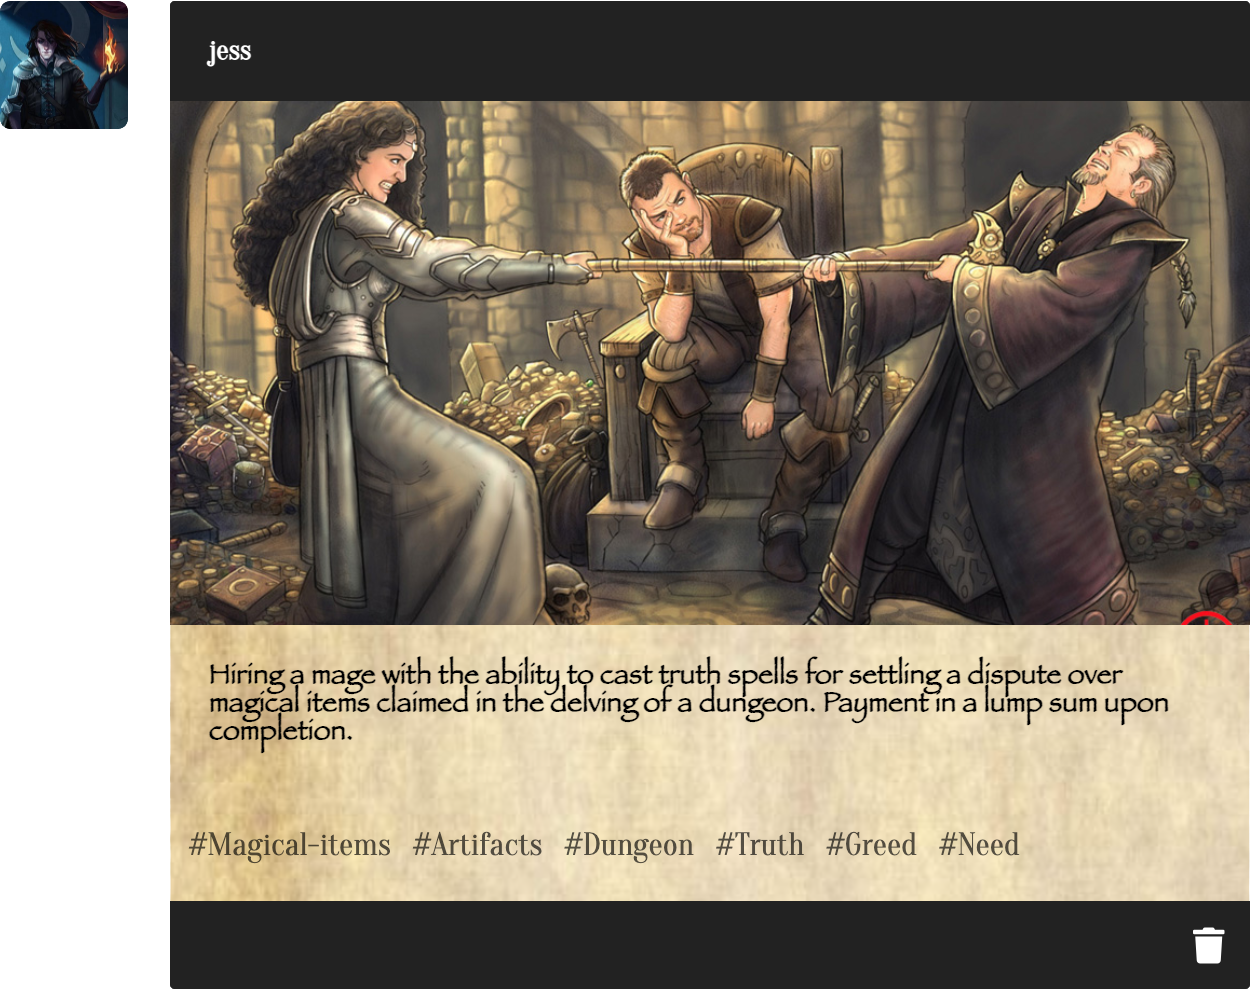 jess
Hiring a mage with the ability to cast truth spells for settling a dispute over
magical items claimed in the delving of a dungeon. Payment in a lump sum upon
completion.
#Magical-items #Artifacts #Dungeon #Truth #Greed #Need